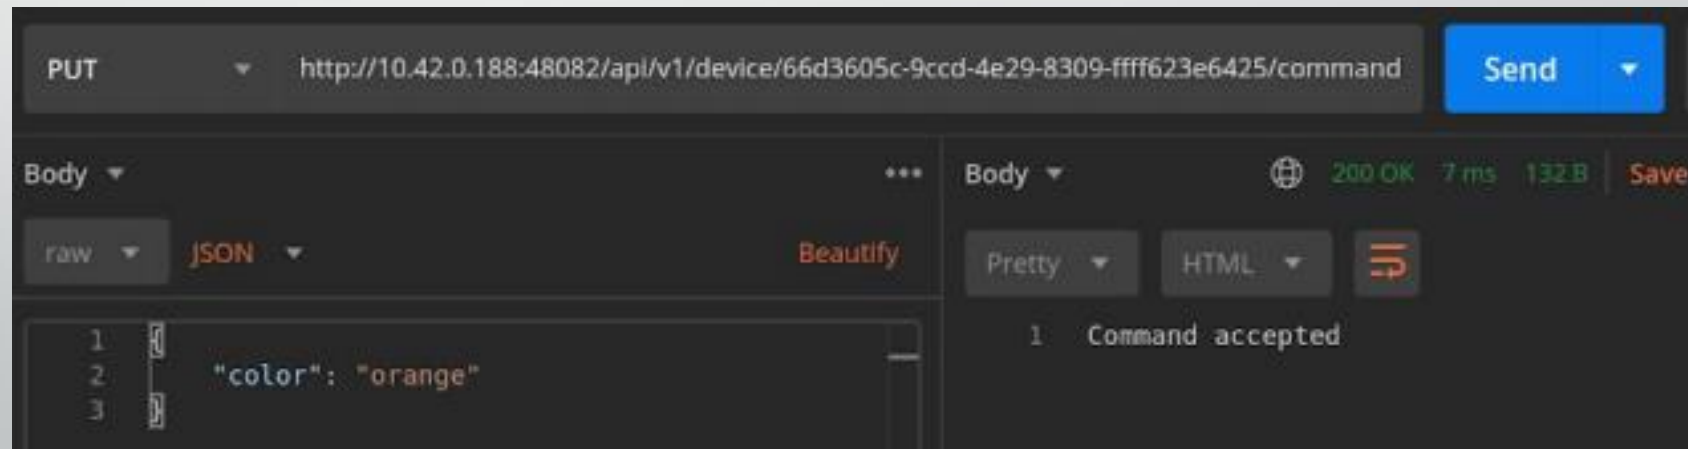 PUT http://10.42.0.188:48082/api/v1/device/66d3605c-9ccd-4e29-8309-ffff623e6425/command Send
Body ••• Body 200 OK 7 ms 132 B Save
raw JSON Beautify
Pretty HTML
1 {
2 "color": "orange"
3 }
1 Command accepted